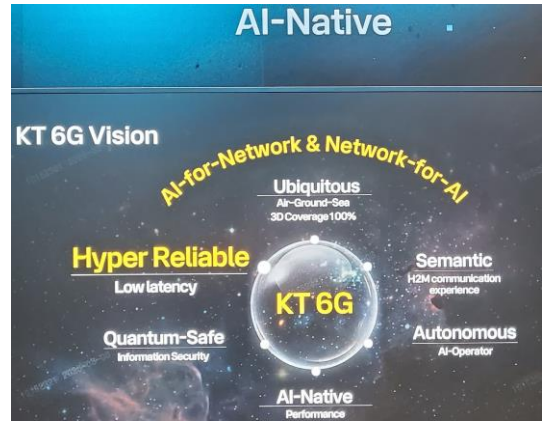 AI-Native
KT 6G Vision
AI-for-Network & Network-for-AI
Ubiquitous
Air-Ground-Sea
3D Coverage 100%
Hyper Reliable
Low latency
Semantic
H2M communication
experience
KT 6G
Quantum-Safe
Information Security
Autonomous
AI-Operator
AI-Native
Performance